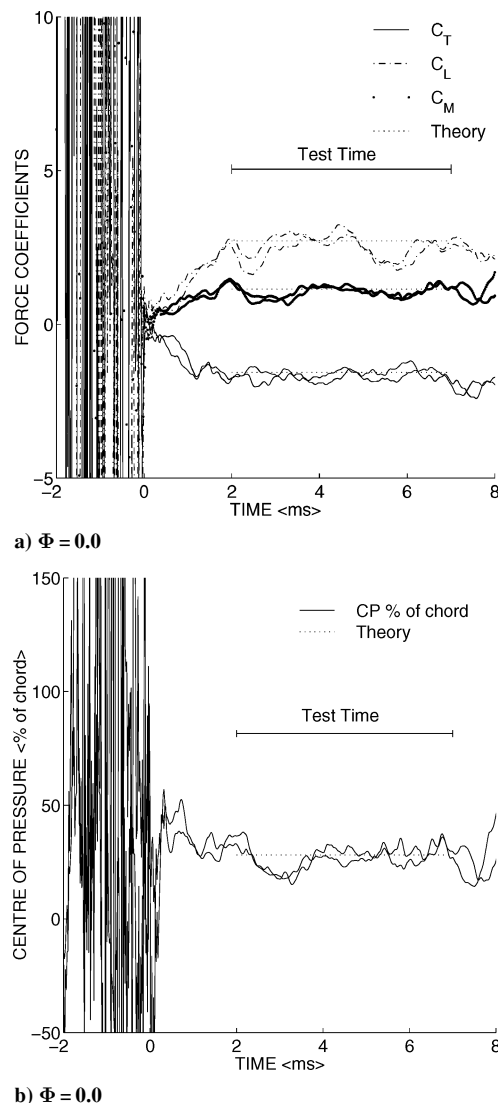 10
5
0
−5
FORCE COEFFICIENTS
C_T
C_L
C_M
Theory
Test Time
−2 −1 0 2 4 6 8
TIME <ms>
a) Φ = 0.0
150
100
50
0
−50
CENTRE OF PRESSURE <% of chord>
CP % of chord
Theory
Test Time
−2 0 2 4 6 8
TIME <ms>
b) Φ = 0.0